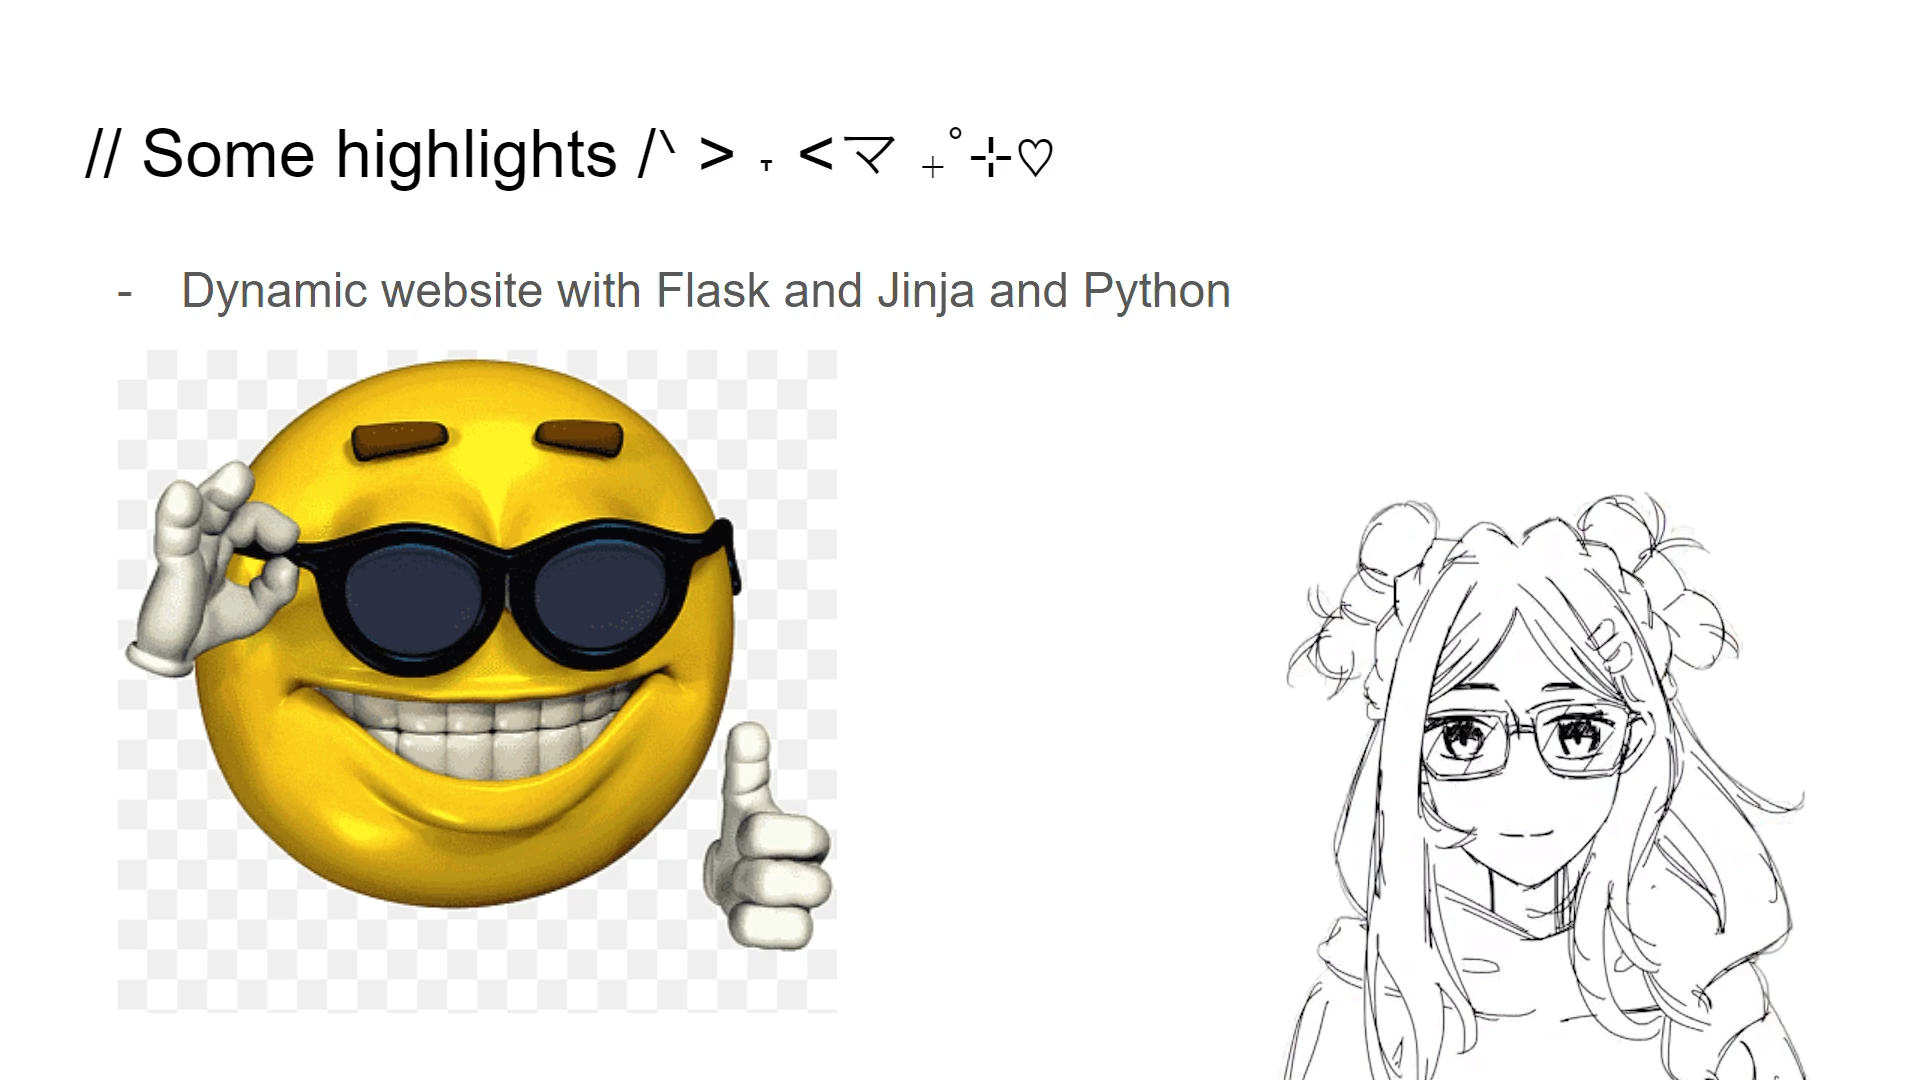 // Some highlights /ˋ > ˕ <マ ₊˚⊹♡
- Dynamic website with Flask and Jinja and Python